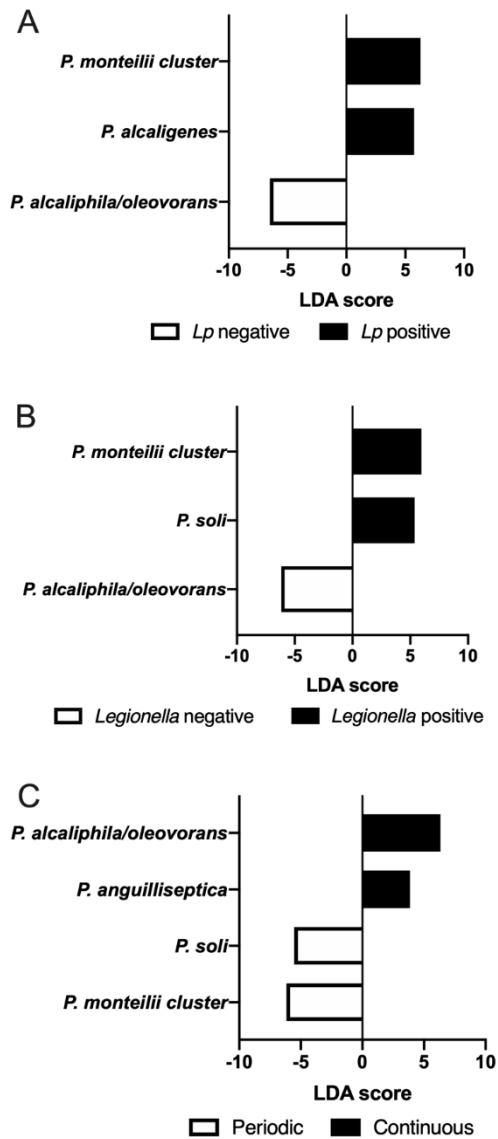 A
P. monteilii cluster
P. alcaligenes
P. alcaliphila/oleovorans
-10 -5 0 5 10
LDA score
Lp negative Lp positive
B
P. monteilii cluster
P. soli
P. alcaliphila/oleovorans
-10 -5 0 5 10
LDA score
Legionella negative Legionella positive
C
P. alcaliphila/oleovorans
P. anguilliseptica
P. soli
P. monteilii cluster
-10 -5 0 5 10
LDA score
Periodic Continuous